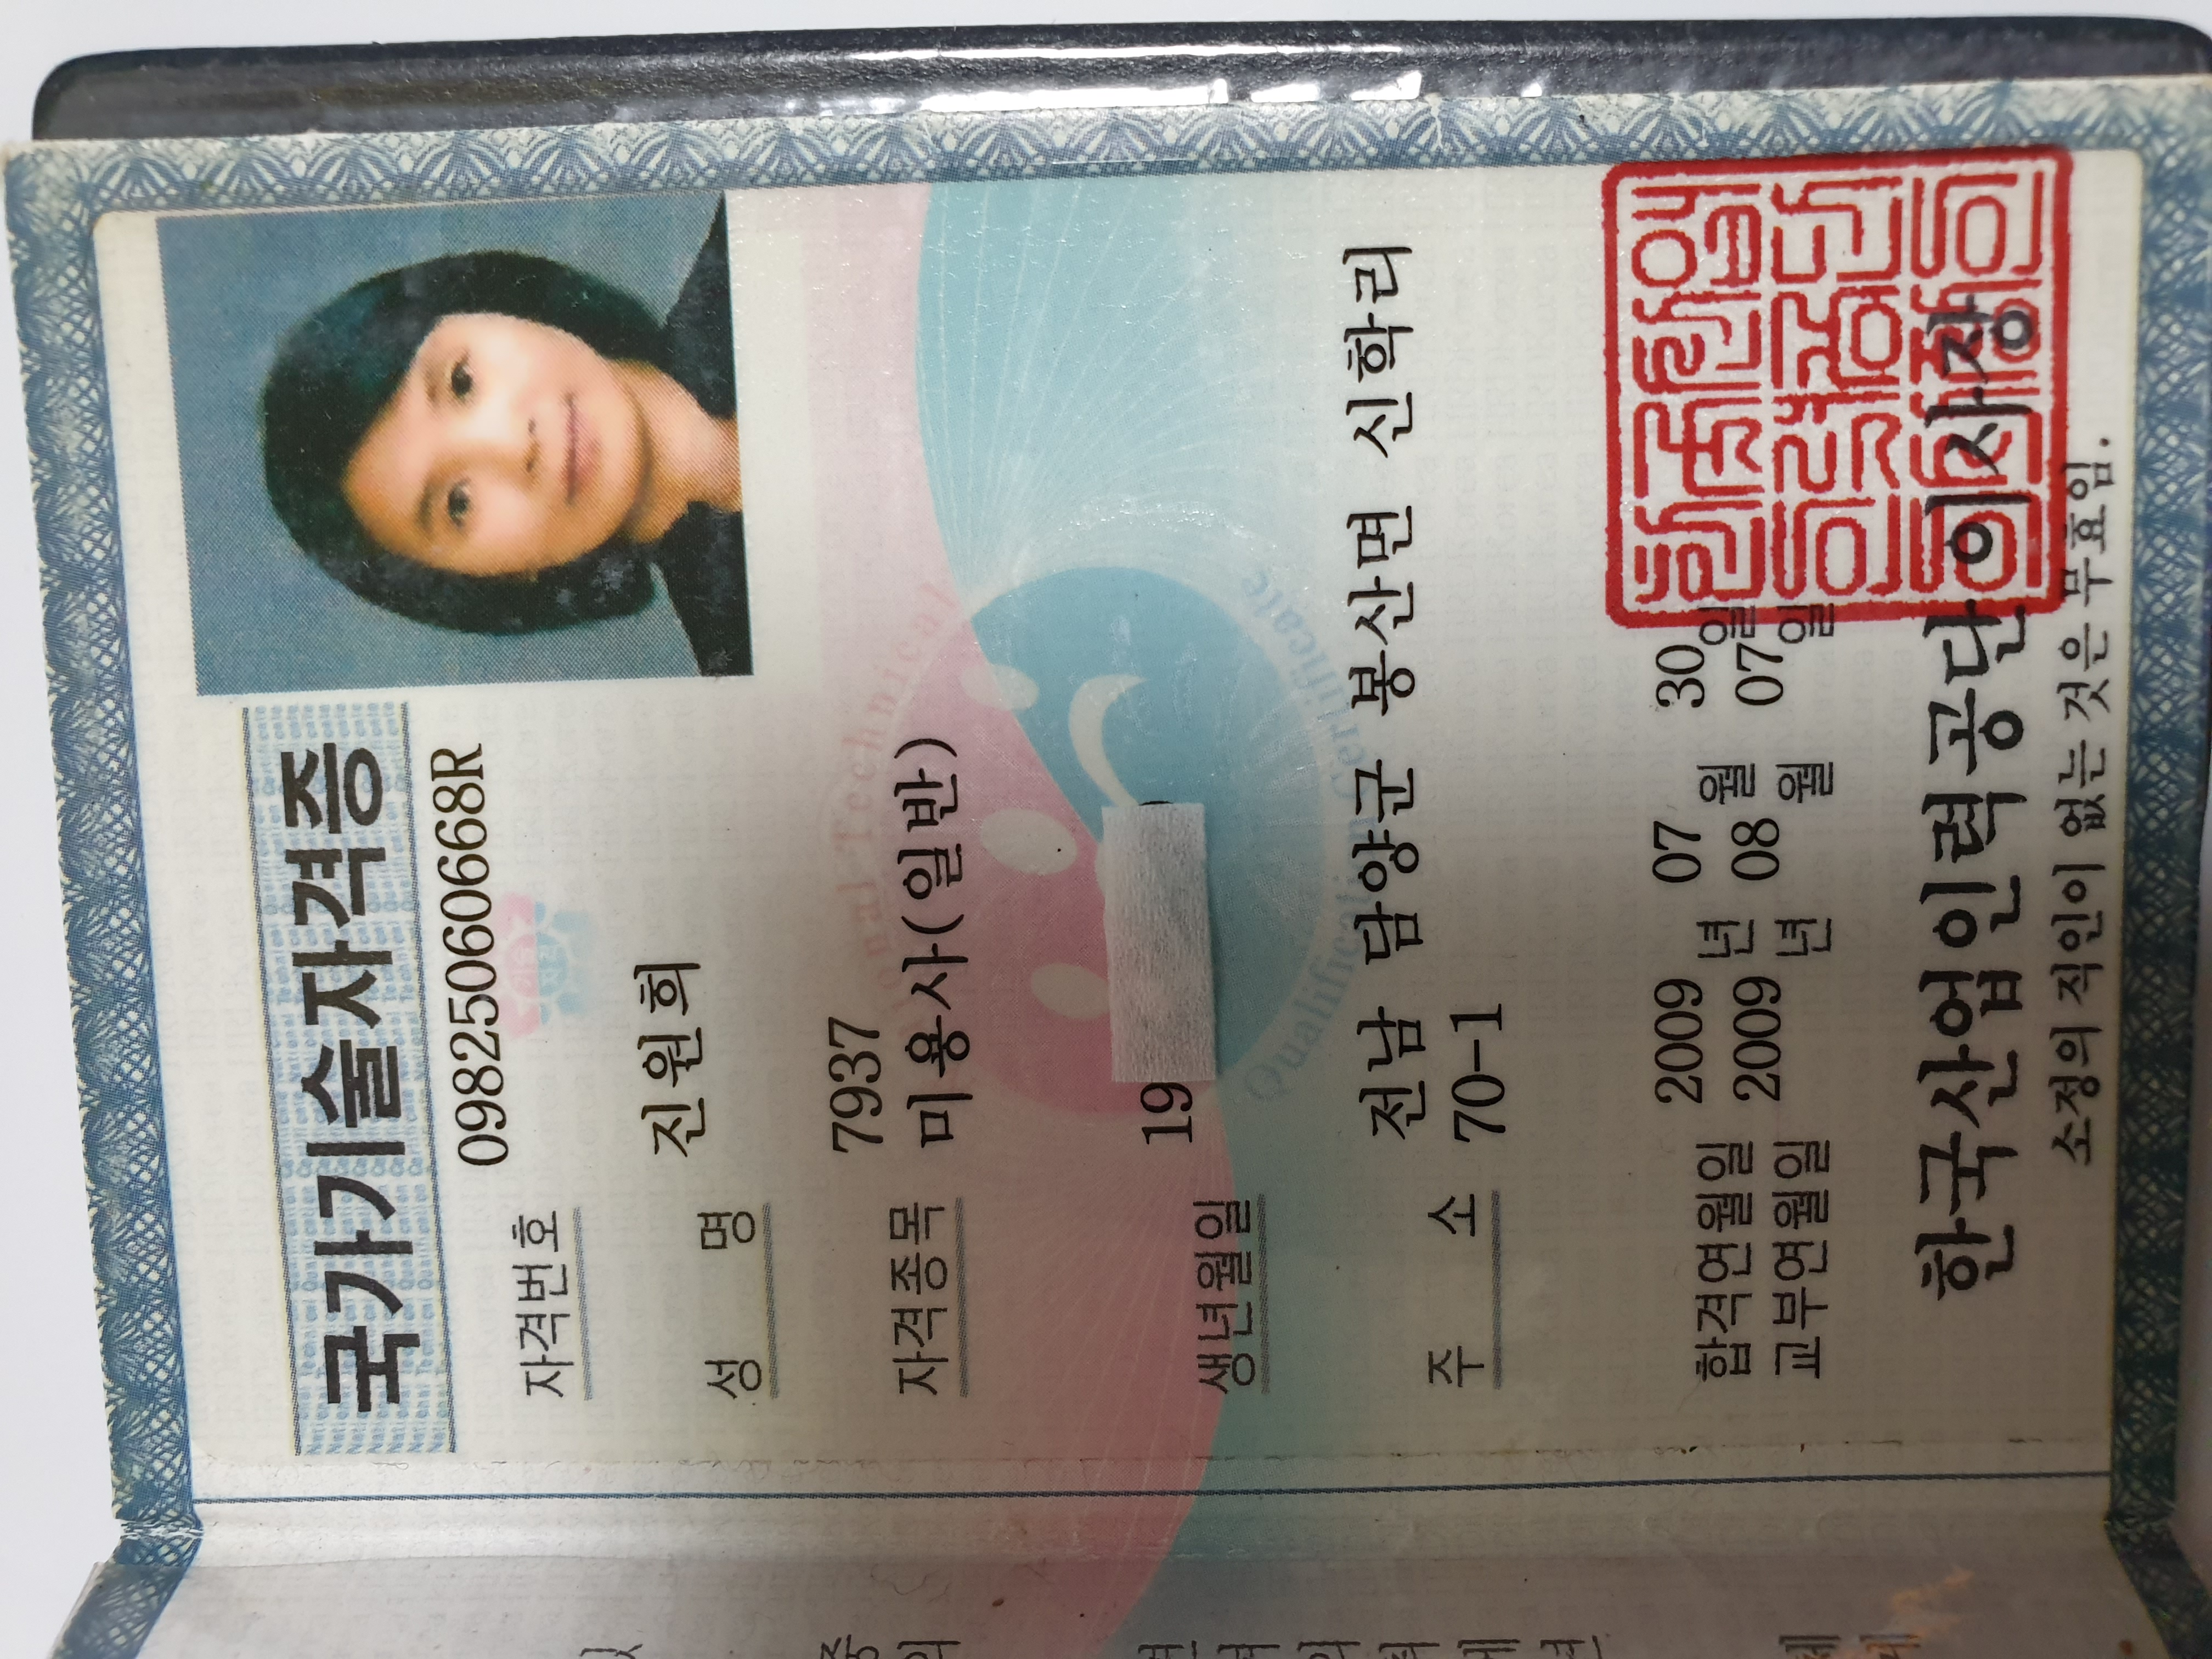 국가기술자격증
자격번호 09825060668R
성 명 진원희
자격종목 7937
미용사(일반)
생년월일 19
주 소 전남 담양군 봉산면 신학리
70-1
합격연월일 2009 년 07 월 30 일
교부연월일 2009 년 08 월 07 일
한국산업인력공단 이사장
소정의 직인이 없는 것은 무효임.